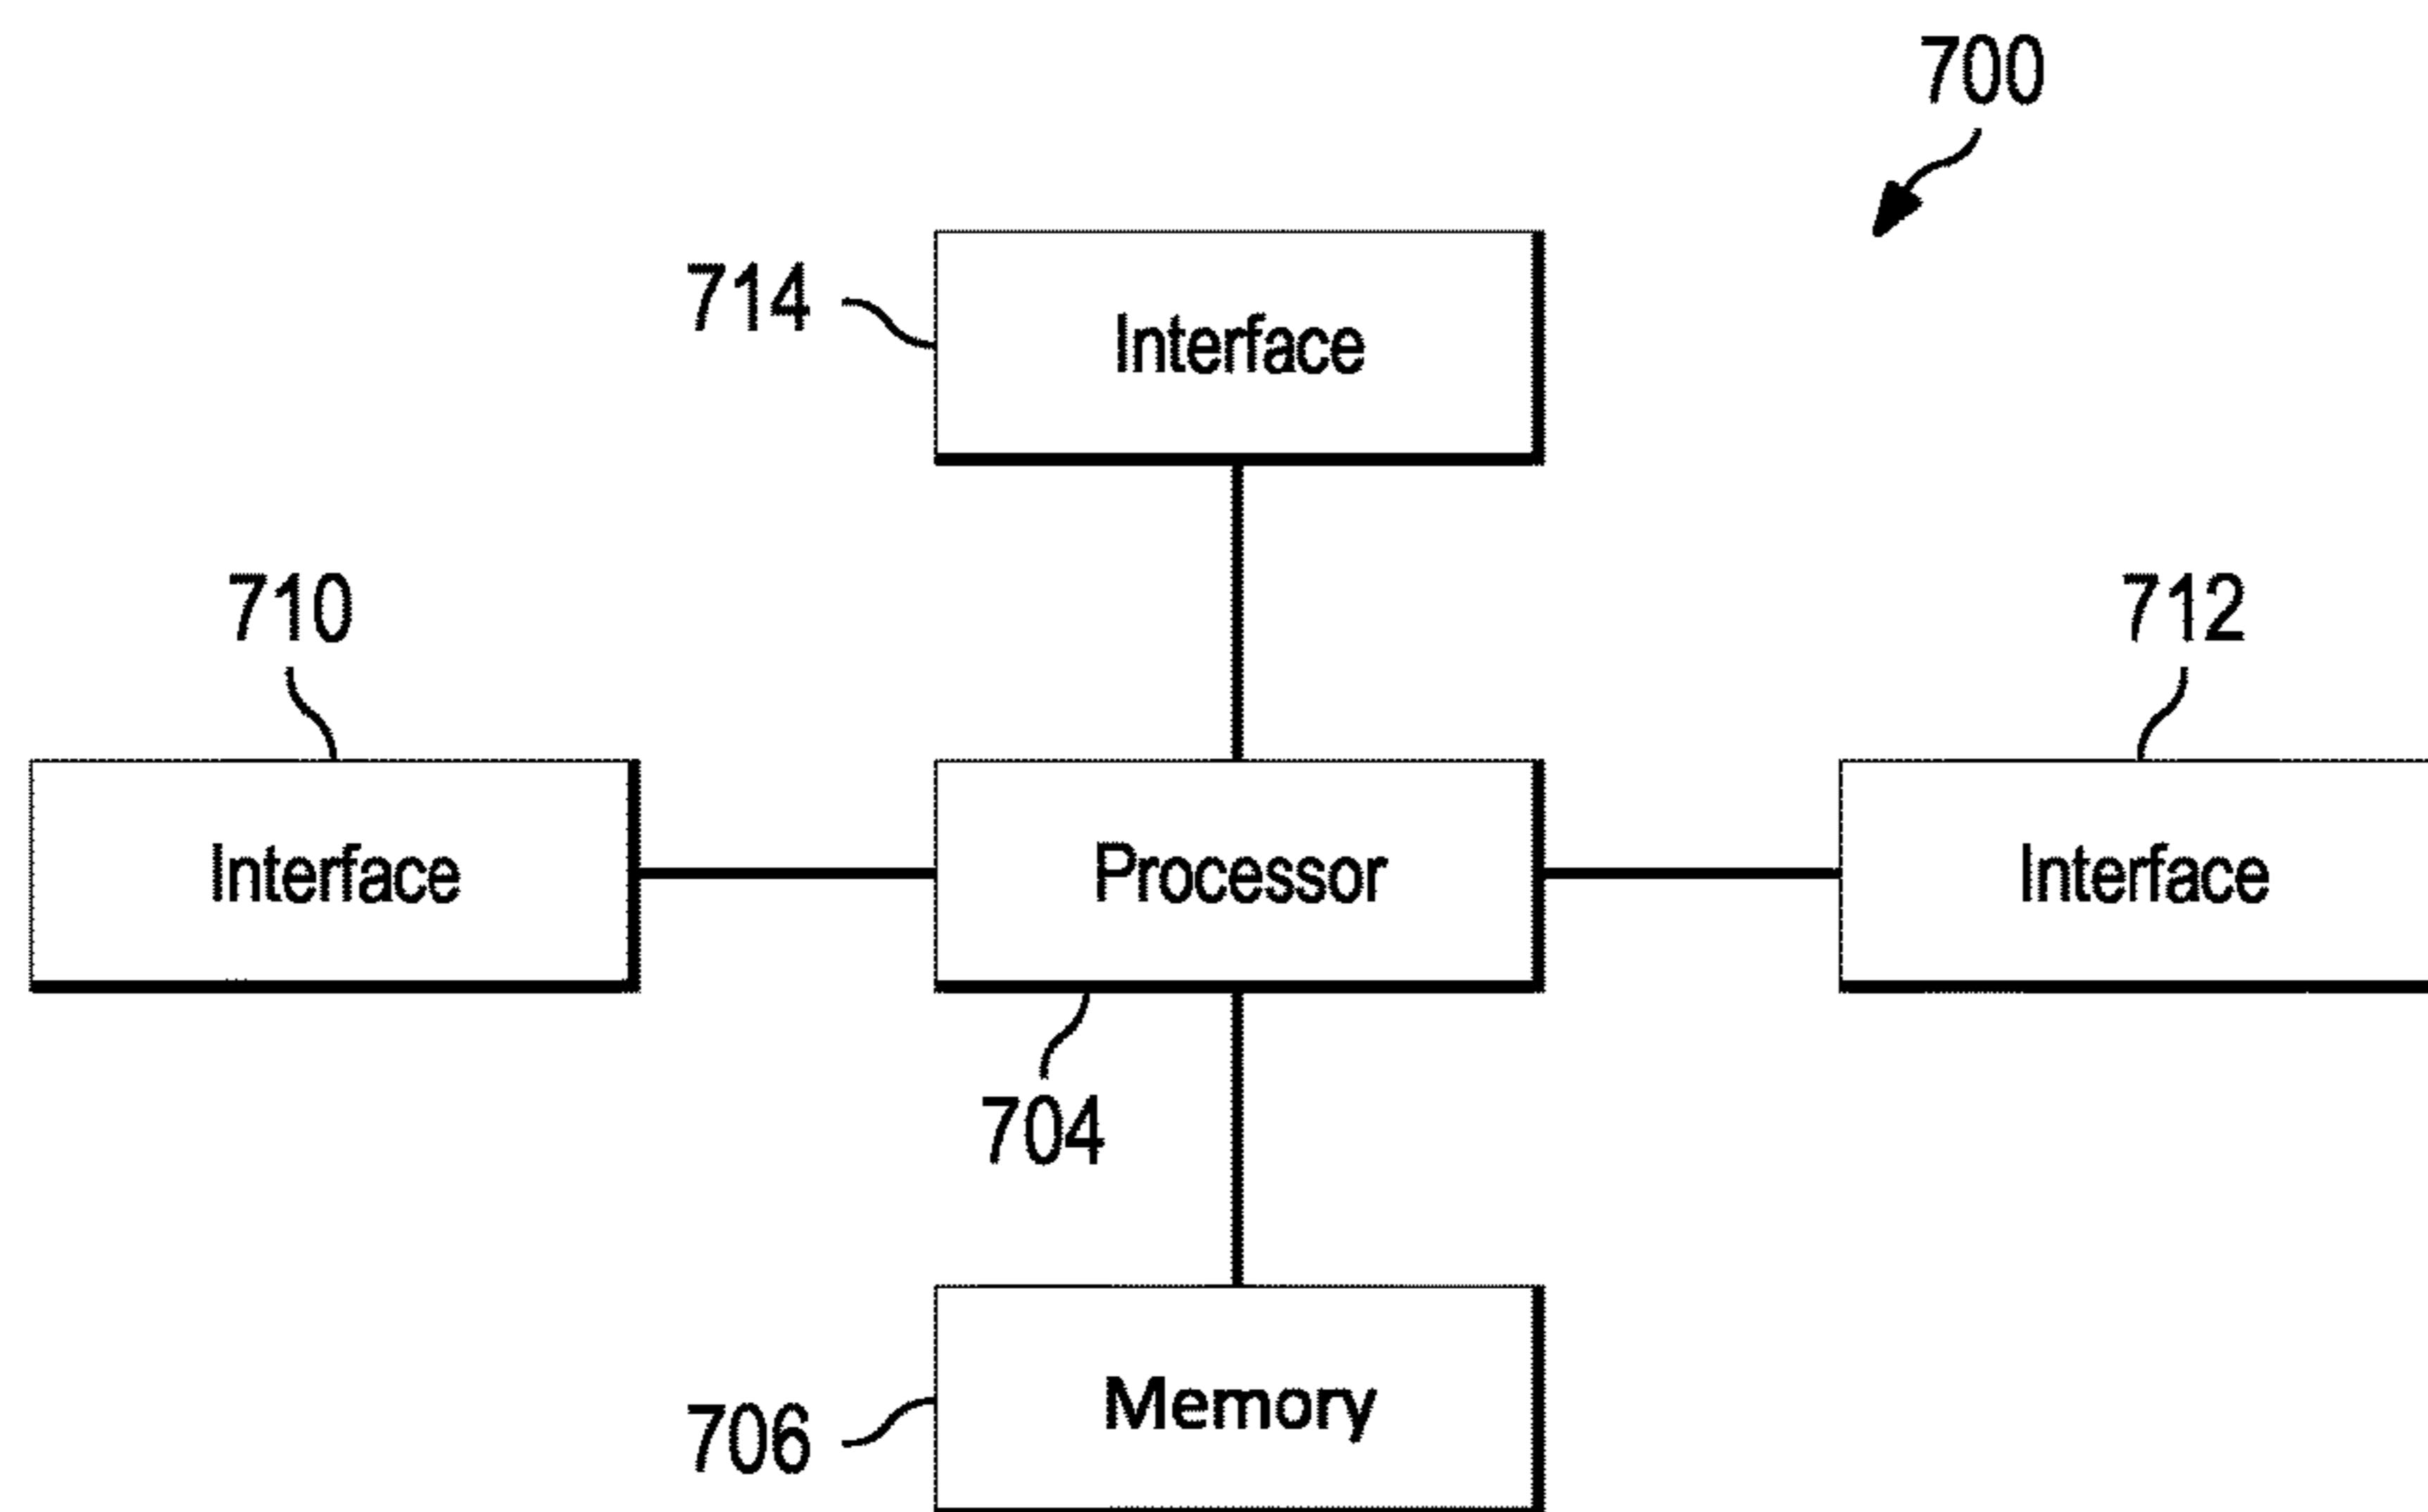 700
714
Interface
710
712
Interface
Processor
Interface
704
Memory
706